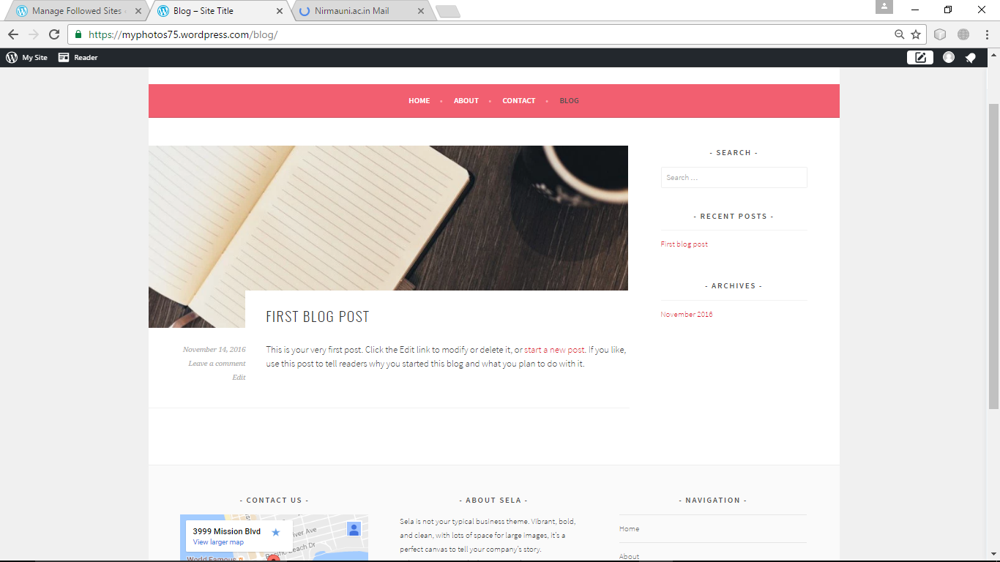 Manage Followed Sites
Blog – Site Title
Nirmauni.ac.in Mail
https://myphotos75.wordpress.com/blog/
My Site
Reader
HOME • ABOUT • CONTACT • BLOG
- SEARCH -
Search …
- RECENT POSTS -
First blog post
- ARCHIVES -
November 2016
FIRST BLOG POST
November 14, 2016
Leave a comment
Edit
This is your very first post. Click the Edit link to modify or delete it, or start a new post. If you like,
use this post to tell readers why you started this blog and what you plan to do with it.
- CONTACT US -
3999 Mission Blvd
View larger map
iver Ave
Pacific Beach Dr
World Famous
- ABOUT SELA -
Sela is not your typical business theme. Vibrant, bold,
and clean, with lots of space for large images, it's a
perfect canvas to tell your company's story.
- NAVIGATION -
Home
About